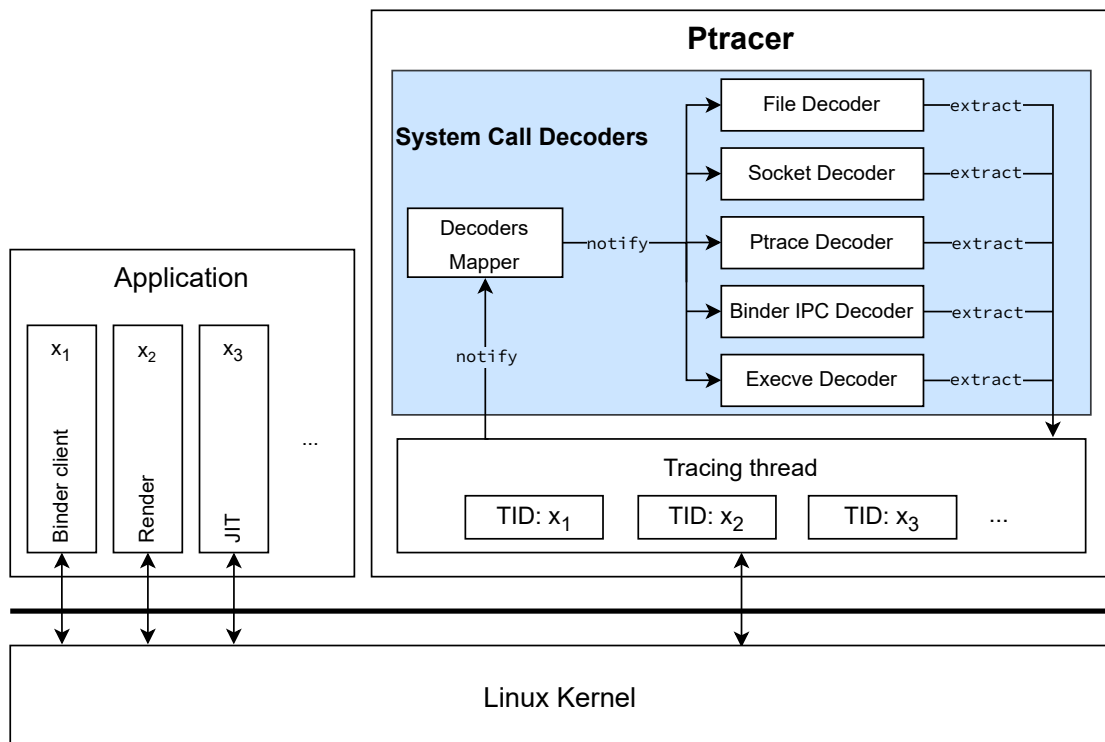 Ptracer
System Call Decoders
File Decoder
extract
Socket Decoder
extract
Decoders
Mapper
notify
Ptrace Decoder
extract
Binder IPC Decoder
extract
notify
Execve Decoder
extract
Application
x₁
x₂
x₃
Binder client
Render
JIT
...
Tracing thread
TID: x₁
TID: x₂
TID: x₃
...
Linux Kernel